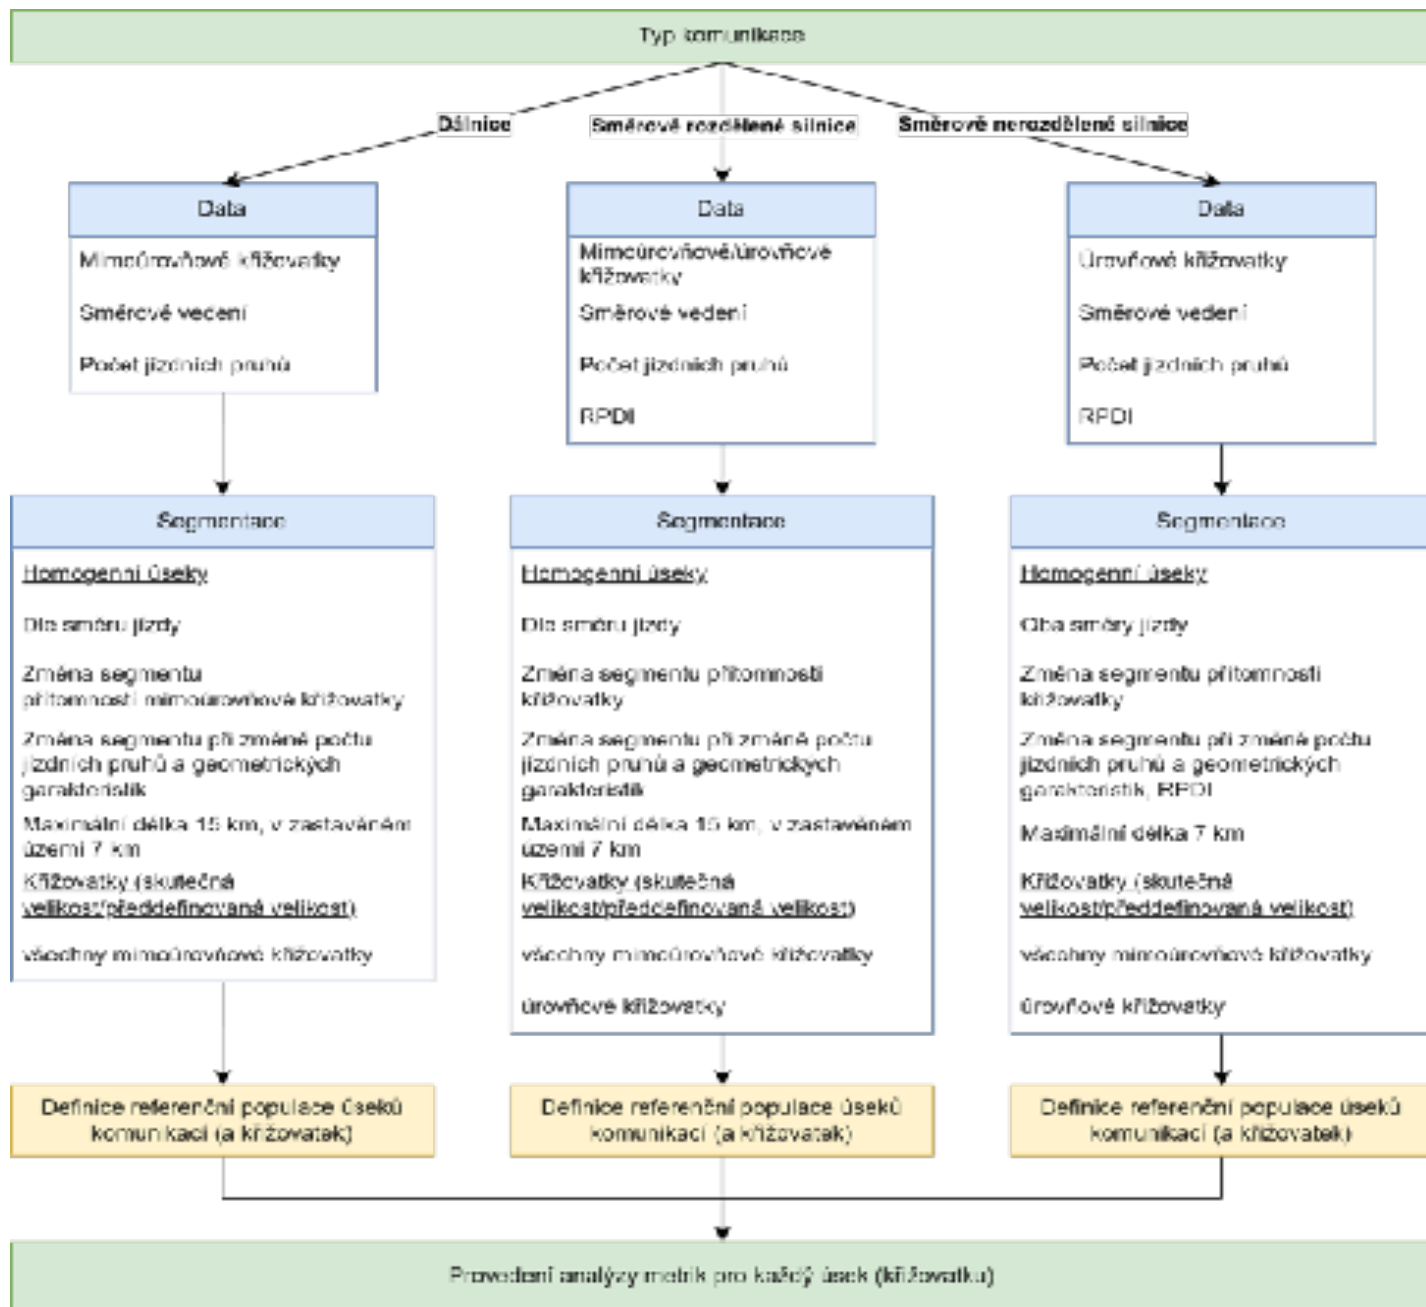 Typ komunikace
Dálnice
Směrově rozdělené silnice
Směrově nerozdělené silnice
Data
Mimoúrovňové křižovatky
Směrové vedení
Počet jízdních pruhů
Data
Mimoúrovňové/úrovňové
křižovatky
Směrové vedení
Počet jízdních pruhů
RPDI
Data
Úrovňové křižovatky
Směrové vedení
Počet jízdních pruhů
RPDI
Segmentace
Homogenní úseky
Dle směru jízdy
Změna segmentu
přítomností mimoúrovňové křižovatky
Změna segmentu při změně počtu
jízdních pruhů a geometrických
garakteristik
Maximální délka 15 km, v zastavěném
území 7 km
Křižovatky (skutečná
velikost/předdefinovaná velikost)
všechny mimoúrovňové křižovatky
Segmentace
Homogenní úseky
Dle směru jízdy
Změna segmentu přítomností
křižovatky
Změna segmentu při změně počtu
jízdních pruhů a geometrických
garakteristik
Maximální délka 15 km, v zastavěném
území 7 km
Křižovatky (skutečná
velikost/předdefinovaná velikost)
všechny mimoúrovňové křižovatky
úrovňové křižovatky
Segmentace
Homogenní úseky
Oba směry jízdy
Změna segmentu přítomností
křižovatky
Změna segmentu při změně počtu
jízdních pruhů a geometrických
garakteristik, RPDI
Maximální délka 7 km
Křižovatky (skutečná
velikost/předdefinovaná velikost)
všechny mimoúrovňové křižovatky
úrovňové křižovatky
Definice referenční populace úseků
komunikací (a křižovatek)
Definice referenční populace úseků
komunikací (a křižovatek)
Definice referenční populace úseků
komunikací (a křižovatek)
Provedení analýzy metrik pro každý úsek (křižovatku)